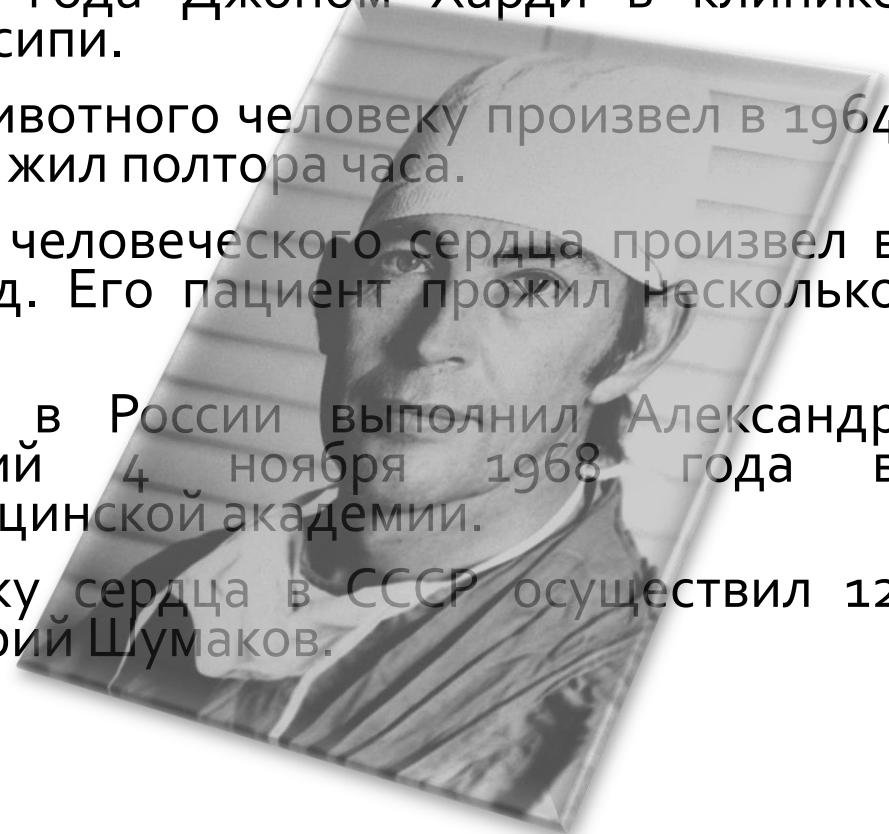 года Джоном Харди в клинике
сипи.
ивотного человеку произвел в 1964
жил полтора часа.
человеческого сердца произвел в
д. Его пациент прожил несколько
в России выполнил Александр
ий 4 ноября 1968 года в
цинской академии.
ку сердца в СССР осуществил 12
рий Шумаков.